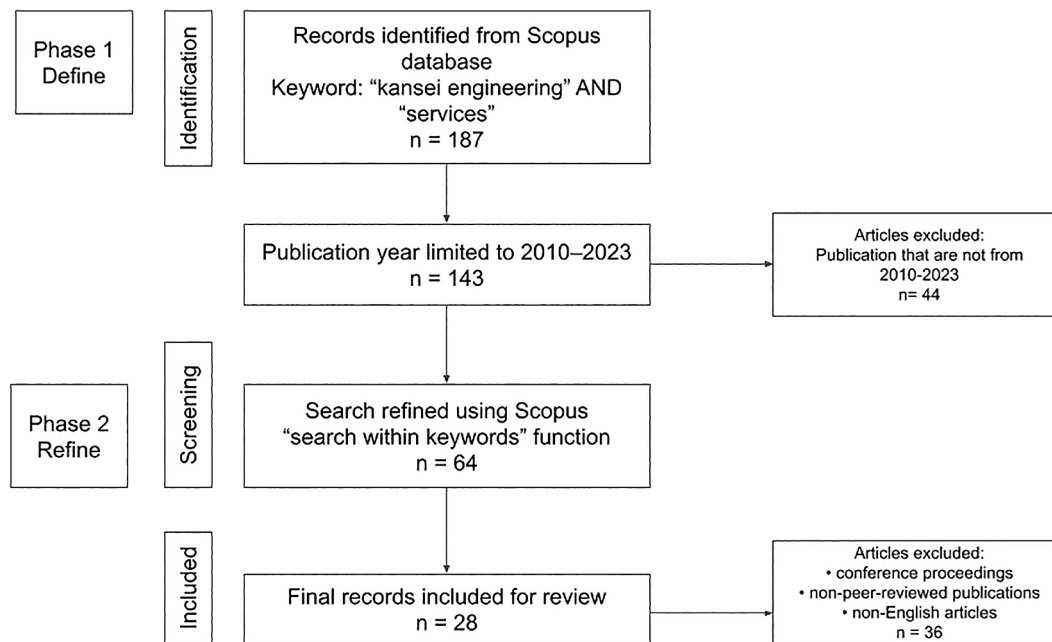 Phase 1
Define
Identification
Records identified from Scopus
database
Keyword: “kansei engineering” AND
“services”
n = 187
Publication year limited to 2010–2023
n = 143
Articles excluded:
Publication that are not from
2010-2023
n= 44
Phase 2
Refine
Screening
Search refined using Scopus
“search within keywords” function
n = 64
Included
Final records included for review
n = 28
Articles excluded:
• conference proceedings
• non-peer-reviewed publications
• non-English articles
n = 36